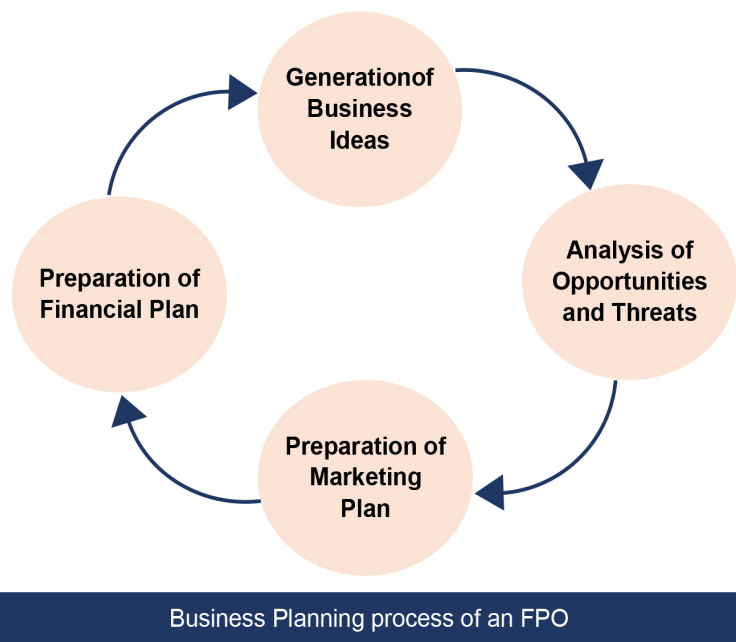 Generationof
Business
Ideas
Analysis of
Opportunities
and Threats
Preparation of
Marketing
Plan
Preparation of
Financial Plan
Business Planning process of an FPO